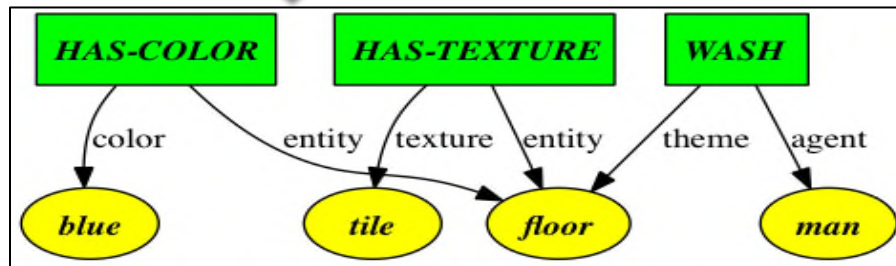 HAS-COLOR HAS-TEXTURE WASH
color entity texture entity theme agent
blue tile floor man